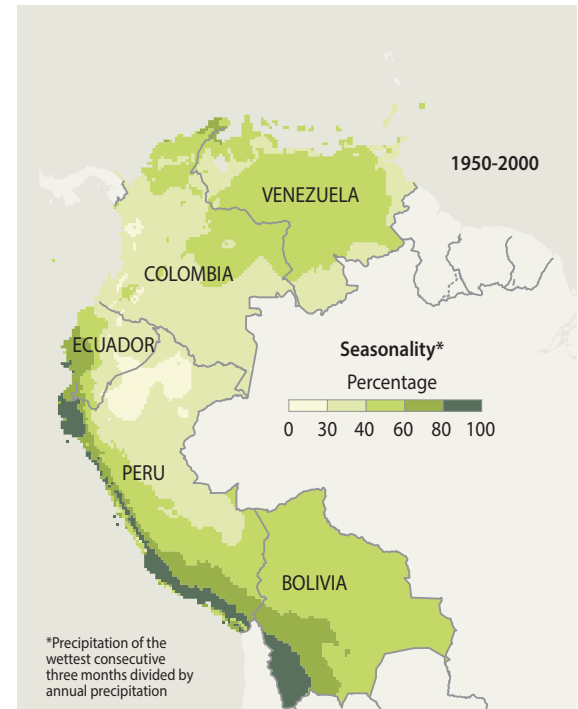 1950-2000
VENEZUELA
COLOMBIA
ECUADOR
Seasonality*
Percentage
0 30 40 60 80 100
PERU
BOLIVIA
*Precipitation of the
wettest consecutive
three months divided by
annual precipitation